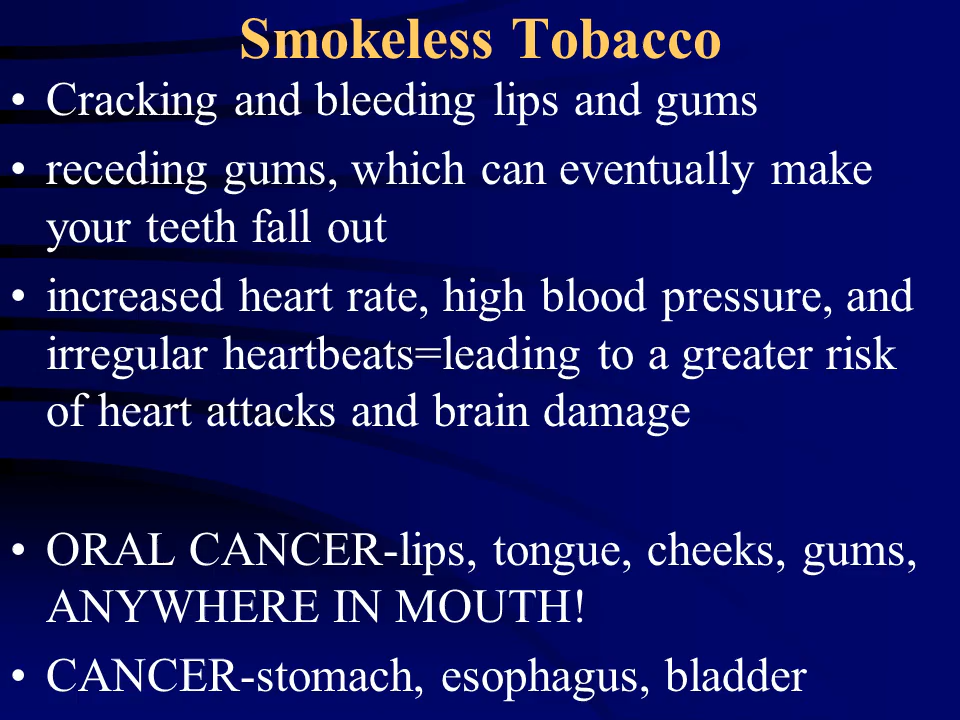 Smokeless Tobacco
• Cracking and bleeding lips and gums
• receding gums, which can eventually make
your teeth fall out
• increased heart rate, high blood pressure, and
irregular heartbeats=leading to a greater risk
of heart attacks and brain damage
• ORAL CANCER-lips, tongue, cheeks, gums,
ANYWHERE IN MOUTH!
• CANCER-stomach, esophagus, bladder